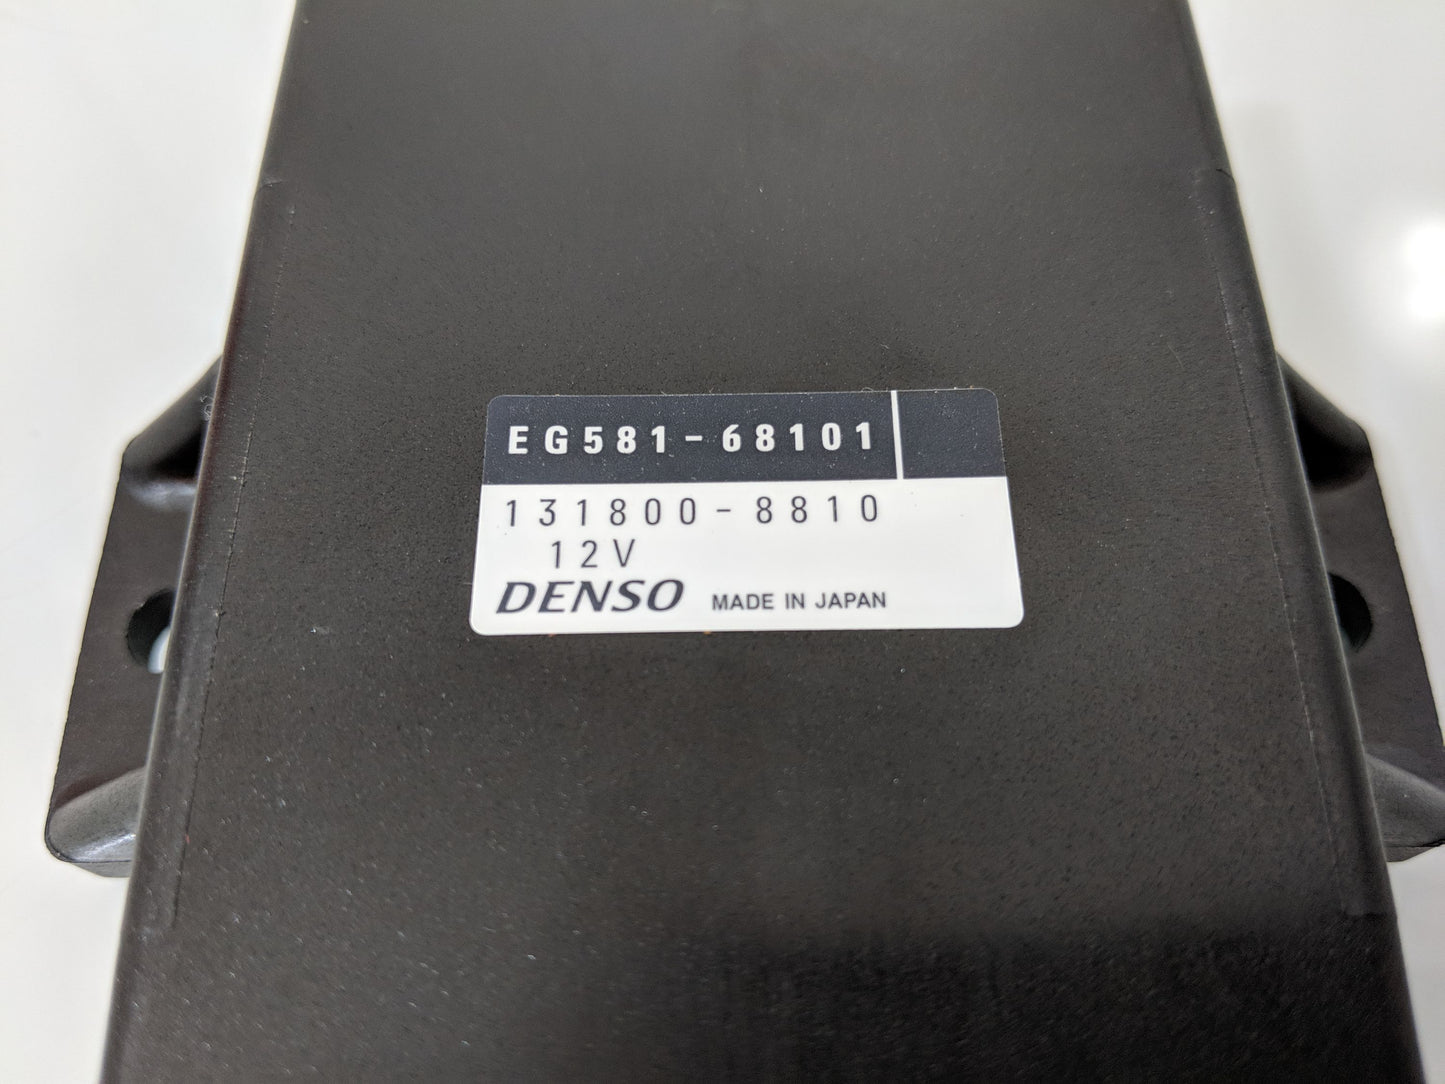 EG581-68101
131800-8810
12V
DENSO MADE IN JAPAN